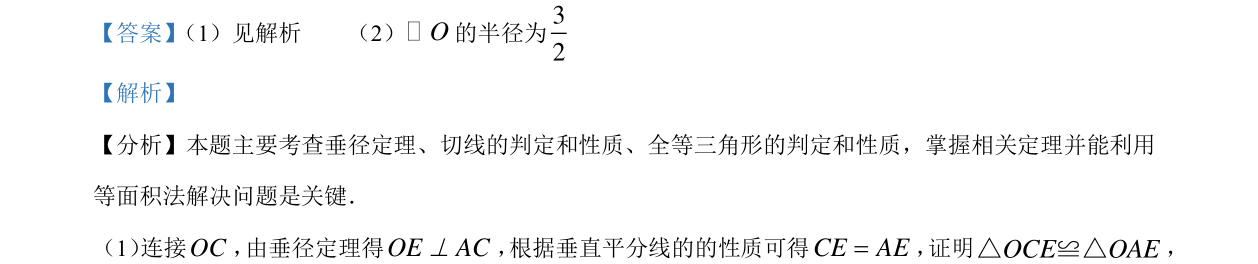 【答案】（1）见解析　　（2）□ O 的半径为 3/2
【解析】
【分析】本题主要考查垂径定理、切线的判定和性质、全等三角形的判定和性质，掌握相关定理并能利用
等面积法解决问题是关键．
（1）连接 OC，由垂径定理得 OE ⊥ AC，根据垂直平分线的的性质可得 CE = AE，证明 △OCE≌△OAE，